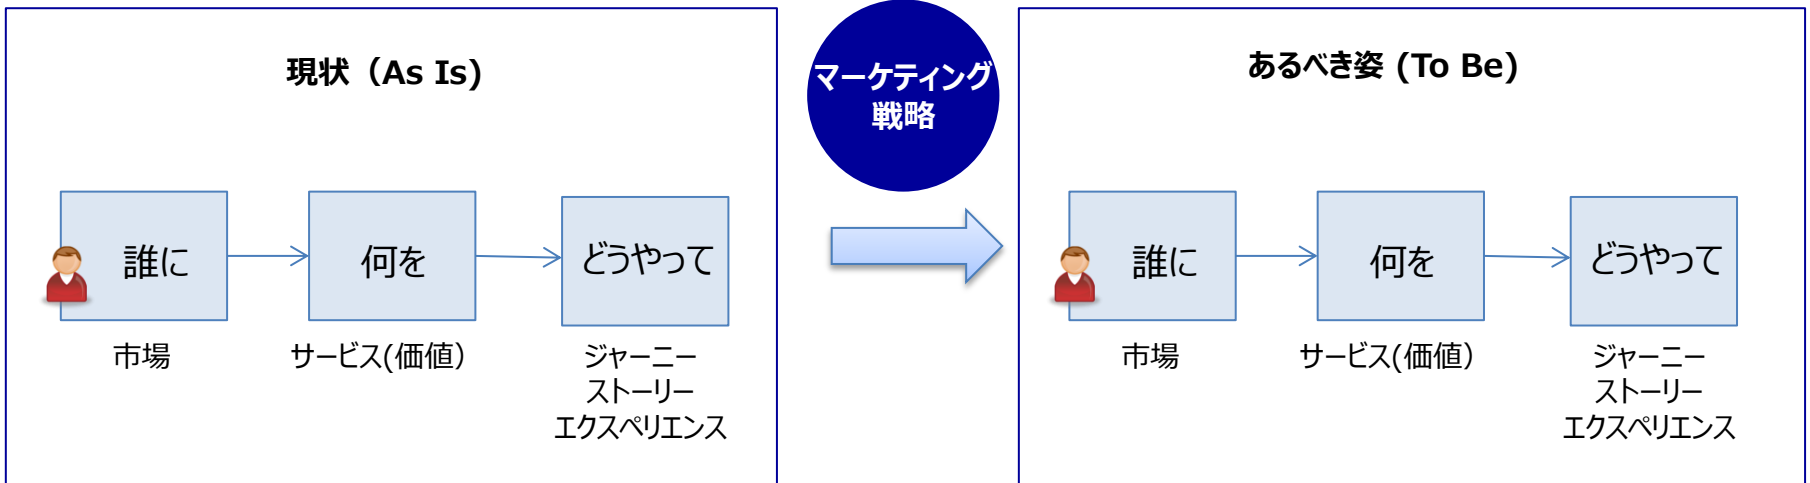 現状（As Is)
誰に
何を
どうやって
市場
サービス(価値）
ジャーニー
ストーリー
エクスペリエンス
マーケティング
戦略
あるべき姿 (To Be)
誰に
何を
どうやって
市場
サービス(価値）
ジャーニー
ストーリー
エクスペリエンス